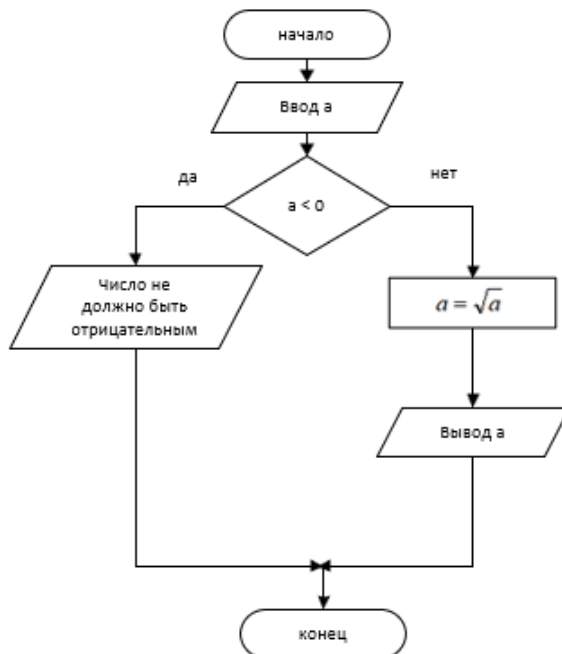 начало
Ввод a
да
нет
a < 0
Число не
должно быть
отрицательным
a = √a
Вывод a
конец